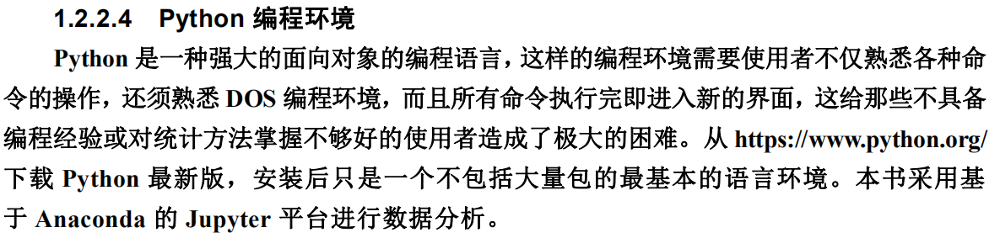 1.2.2.4 Python 编程环境
Python 是一种强大的面向对象的编程语言，这样的编程环境需要使用者不仅熟悉各种命
令的操作，还须熟悉 DOS 编程环境，而且所有命令执行完即进入新的界面，这给那些不具备
编程经验或对统计方法掌握不够好的使用者造成了极大的困难。从 https://www.python.org/
下载 Python 最新版，安装后只是一个不包括大量包的最基本的语言环境。本书采用基
于 Anaconda 的 Jupyter 平台进行数据分析。